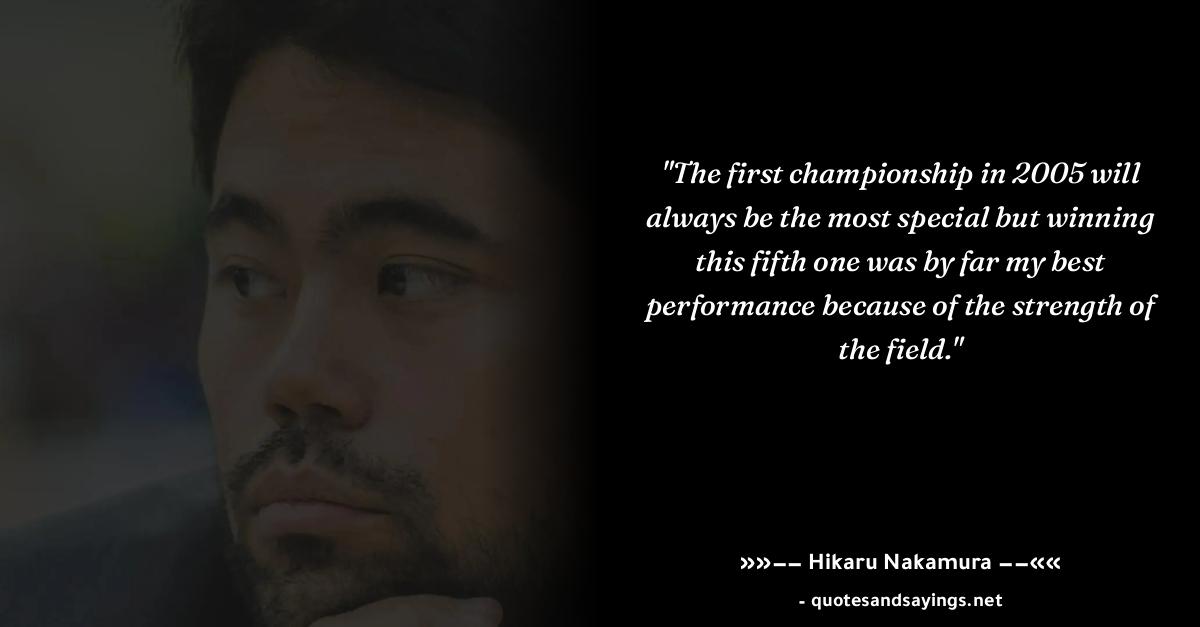 "The first championship in 2005 will
always be the most special but winning
this fifth one was by far my best
performance because of the strength of
the field."
»»–– Hikaru Nakamura ––««
- quotesandsayings.net